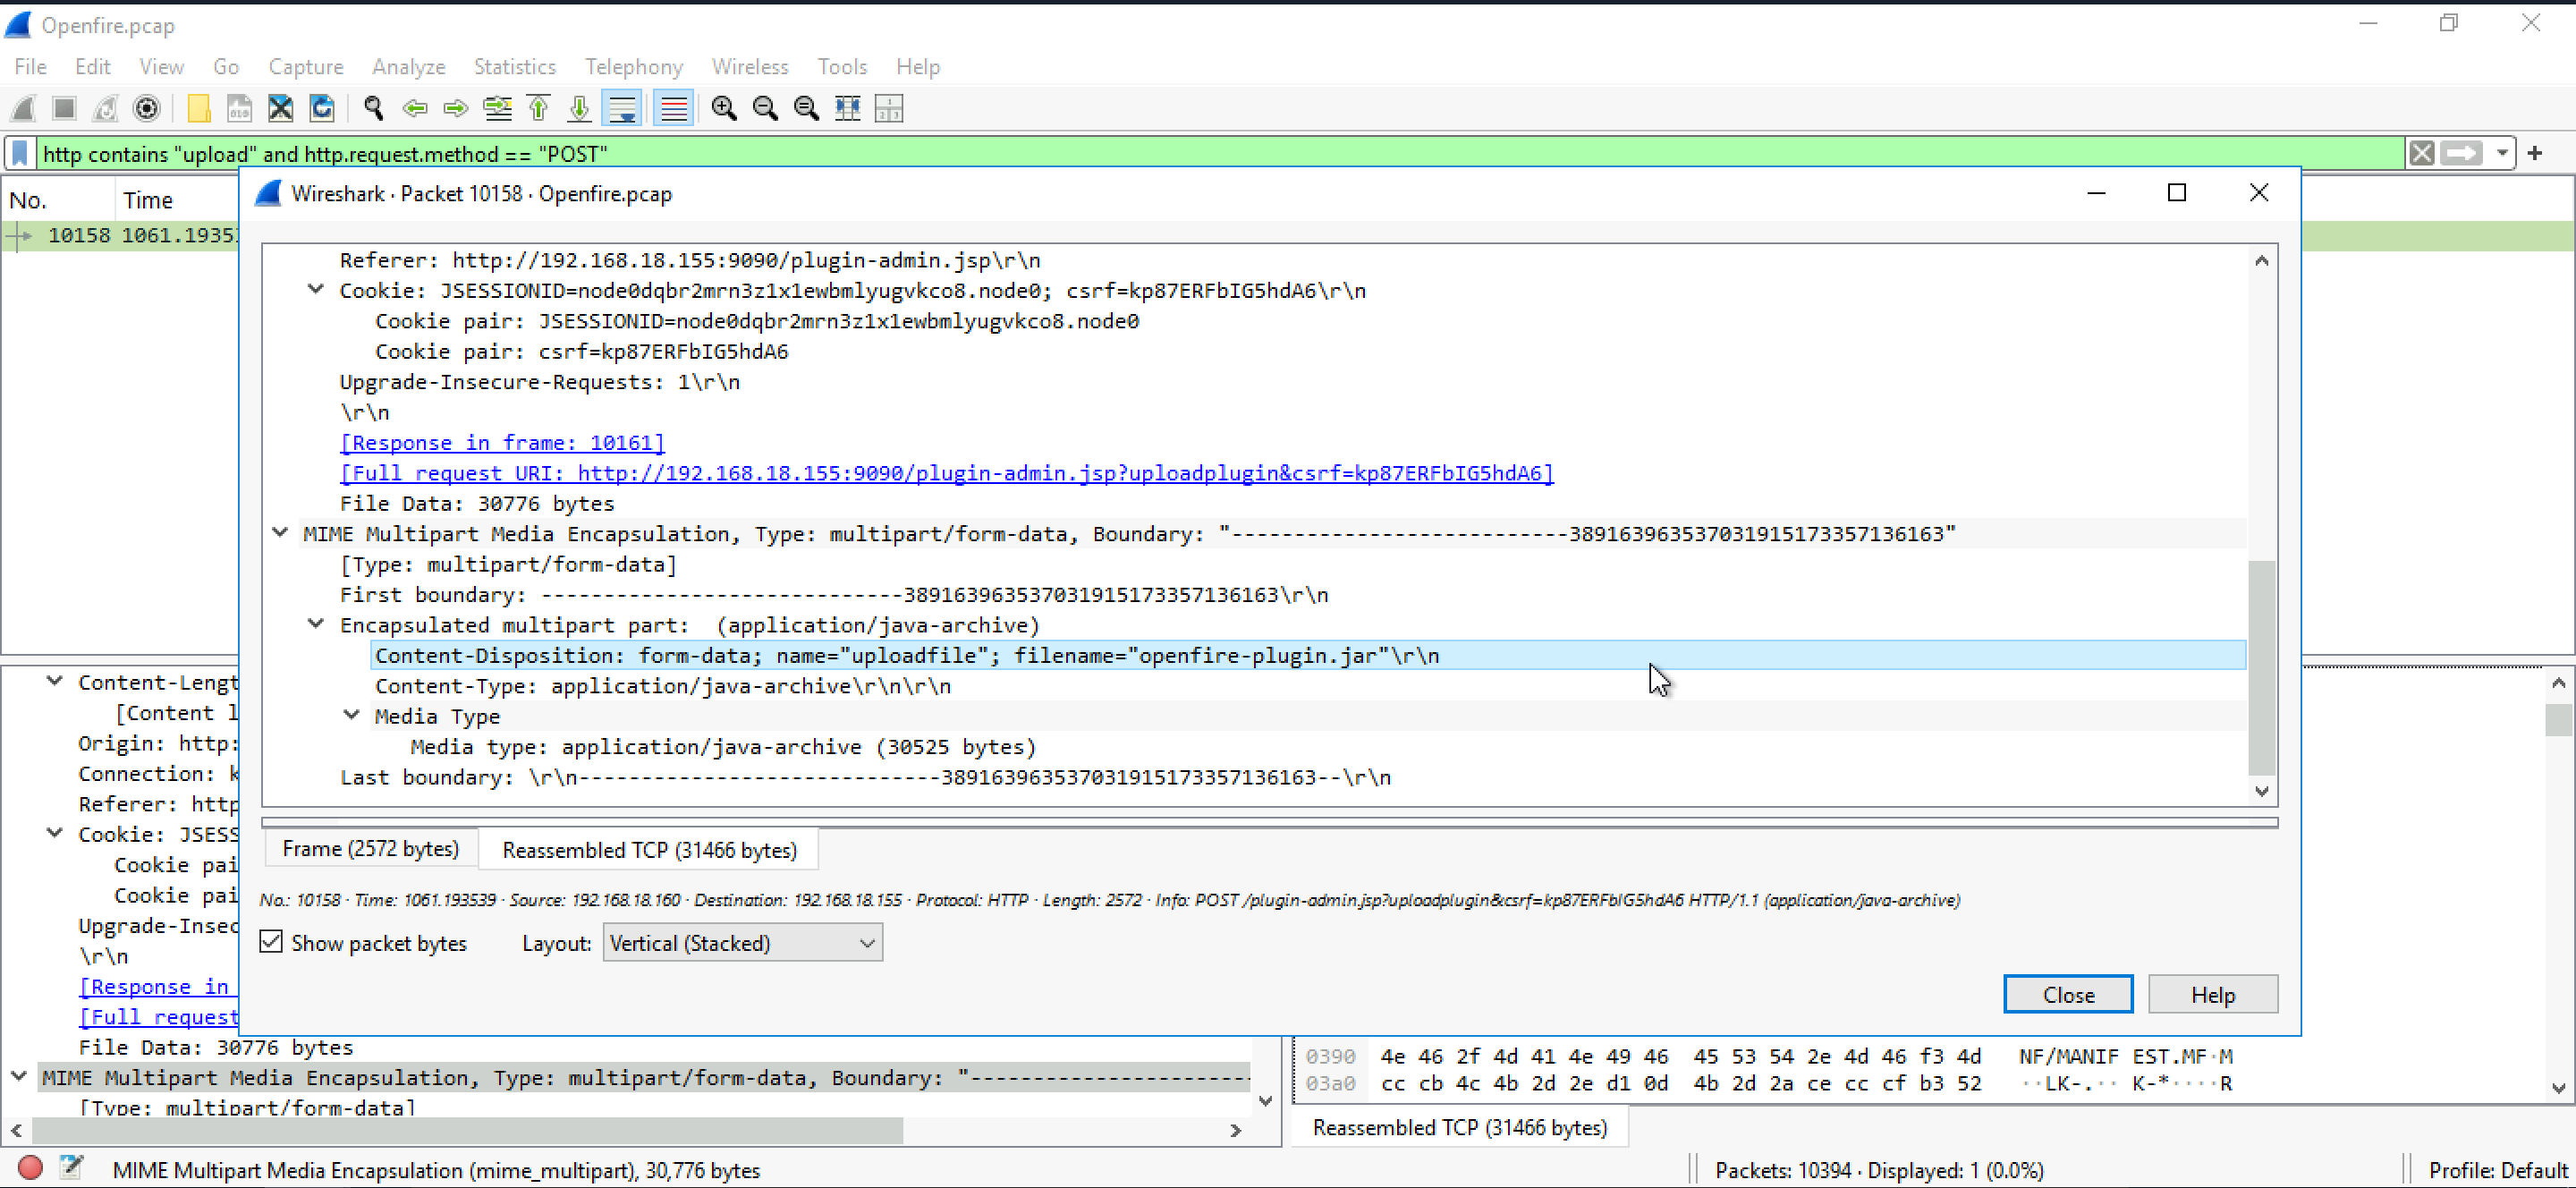 Openfire.pcap
File Edit View Go Capture Analyze Statistics Telephony Wireless Tools Help
http contains "upload" and http.request.method == "POST"
No. Time
10158 1061.1935
Wireshark · Packet 10158 · Openfire.pcap
Referer: http://192.168.18.155:9090/plugin-admin.jsp\r\n
Cookie: JSESSIONID=node0dqbr2mrn3z1x1ewbmlyugvkco8.node0; csrf=kp87ERFbIG5hdA6\r\n
Cookie pair: JSESSIONID=node0dqbr2mrn3z1x1ewbmlyugvkco8.node0
Cookie pair: csrf=kp87ERFbIG5hdA6
Upgrade-Insecure-Requests: 1\r\n
\r\n
[Response in frame: 10161]
[Full request URI: http://192.168.18.155:9090/plugin-admin.jsp?uploadplugin&csrf=kp87ERFbIG5hdA6]
File Data: 30776 bytes
MIME Multipart Media Encapsulation, Type: multipart/form-data, Boundary: "---------------------------3891639635370319151733571​36163"
[Type: multipart/form-data]
First boundary: -----------------------------389163963537031915173357136163\r\n
Encapsulated multipart part:  (application/java-archive)
Content-Disposition: form-data; name="uploadfile"; filename="openfire-plugin.jar"\r\n
Content-Type: application/java-archive\r\n\r\n
Media Type
Media type: application/java-archive (30525 bytes)
Last boundary: \r\n-----------------------------389163963537031915173357136163--\r\n
Frame (2572 bytes) Reassembled TCP (31466 bytes)
No.: 10158 · Time: 1061.193539 · Source: 192.168.18.160 · Destination: 192.168.18.155 · Protocol: HTTP · Length: 2572 · Info: POST /plugin-admin.jsp?uploadplugin&csrf=kp87ERFbIG5hdA6 HTTP/1.1 (application/java-archive)
Show packet bytes Layout: Vertical (Stacked)
Close Help
Content-Lengt
[Content l
Origin: http:
Connection: k
Referer: http
Cookie: JSESS
Cookie pai
Cookie pai
Upgrade-Insec
\r\n
[Response in
[Full request
File Data: 30776 bytes
MIME Multipart Media Encapsulation, Type: multipart/form-data, Boundary: "-----------------------
[Type: multipart/form-data]
0390 4e 46 2f 4d 41 4e 49 46 45 53 54 2e 4d 46 f3 4d NF/MANIF EST.MF·M
03a0 cc cb 4c 4b 2d 2e d1 0d 4b 2d 2a ce cc cf b3 52 ··LK-.·· K-*····R
Reassembled TCP (31466 bytes)
MIME Multipart Media Encapsulation (mime_multipart), 30,776 bytes
Packets: 10394 · Displayed: 1 (0.0%)
Profile: Default